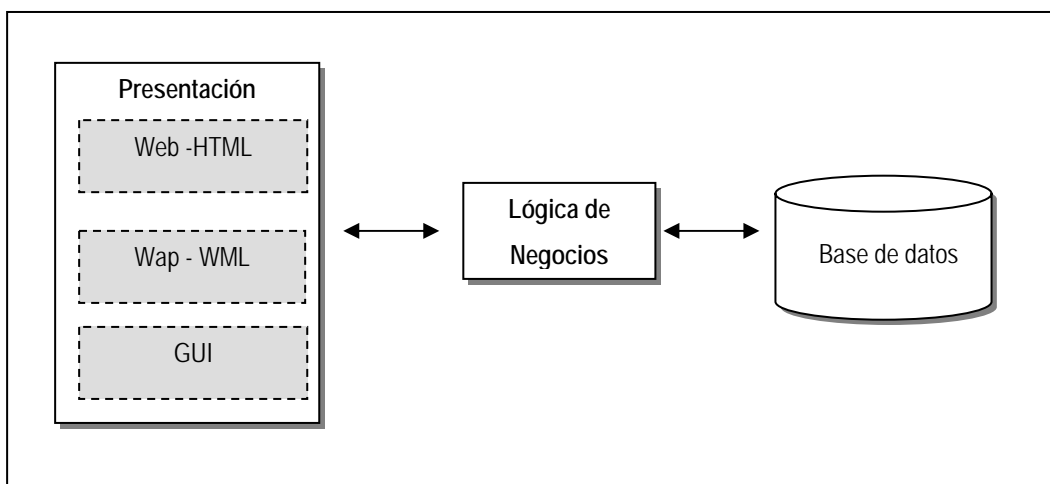 Presentación
Web -HTML
Wap - WML
GUI
Lógica de
Negocios
Base de datos